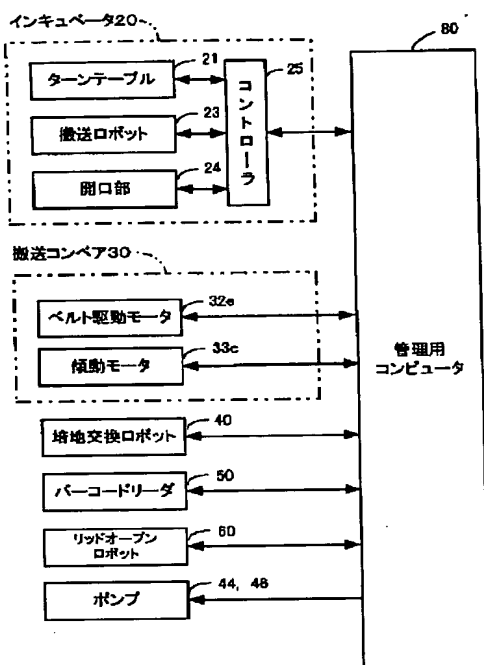 インキュベータ20
80
21
25
ターンテーブル
コントローラ
23
搬送ロボット
24
開口部
搬送コンベア30
32e
ベルト駆動モータ
33c
傾動モータ
管理用
コンピュータ
40
培地交換ロボット
50
バーコードリーダ
60
リッドオープン
ロボット
44, 48
ポンプ